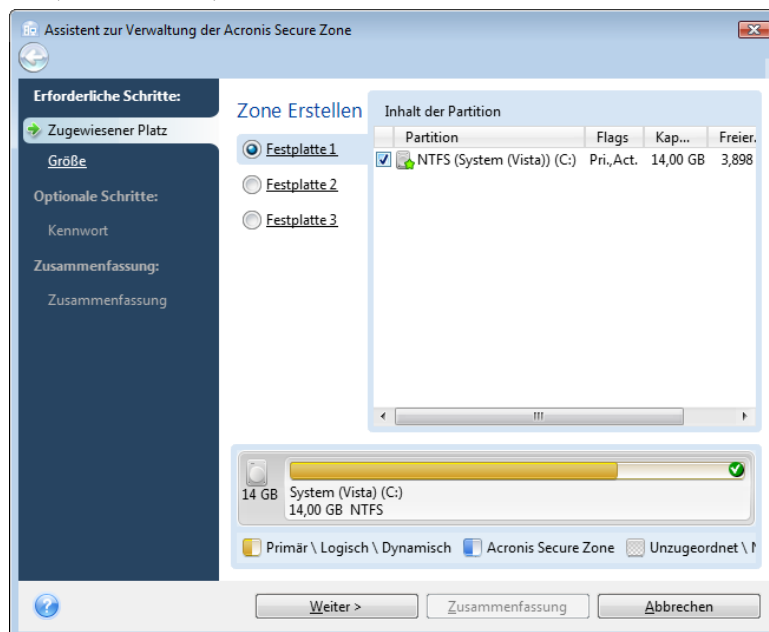 Assistent zur Verwaltung der Acronis Secure Zone
Erforderliche Schritte:
Zugewiesener Platz
Größe
Optionale Schritte:
Kennwort
Zusammenfassung:
Zusammenfassung
Zone Erstellen
Festplatte 1
Festplatte 2
Festplatte 3
Inhalt der Partition
Partition Flags Kap... Freier.
NTFS (System (Vista)) (C:) Pri.,Act. 14,00 GB 3,898
14 GB
System (Vista) (C:)
14,00 GB NTFS
Primär \ Logisch \ Dynamisch Acronis Secure Zone Unzugeordnet \
Weiter > Zusammenfassung Abbrechen